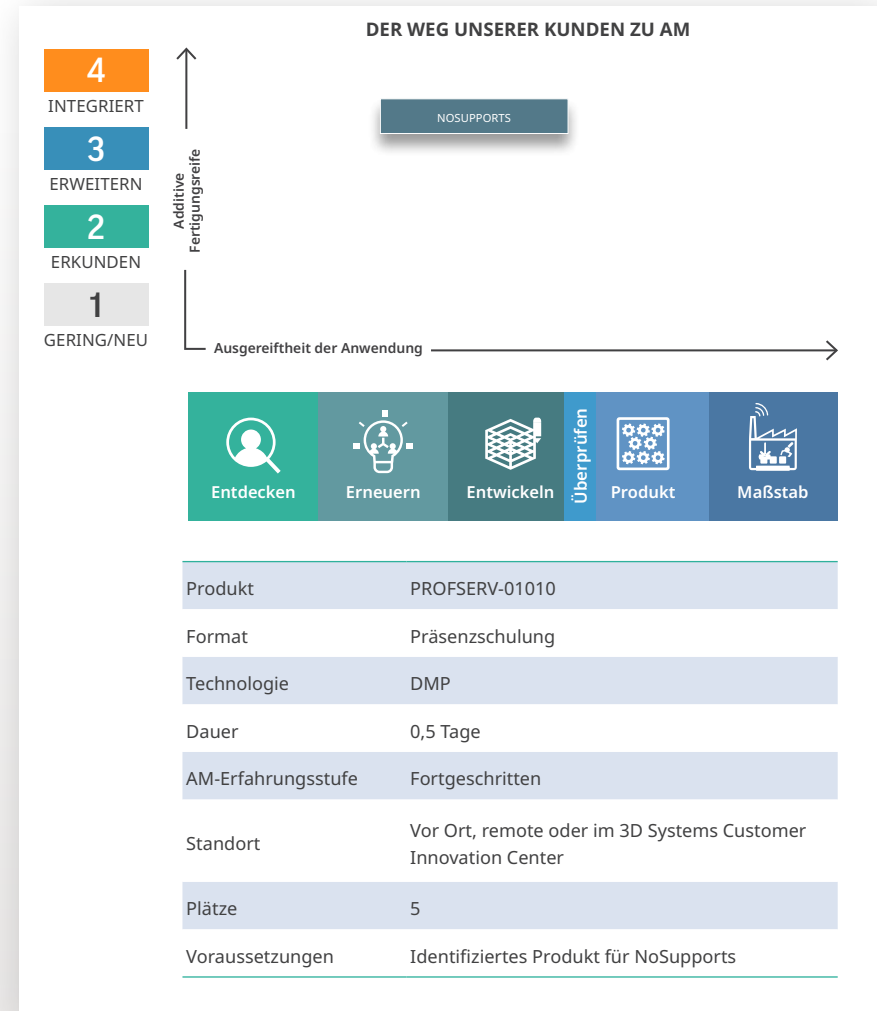 DER WEG UNSERER KUNDEN ZU AM
4
INTEGRIERT
3
ERWEITERN
2
ERKUNDEN
1
GERING/NEU
Additive
Fertigungsreife
NOSUPPORTS
Ausgereiftheit der Anwendung
Entdecken
Erneuern
Entwickeln
Überprüfen
Produkt
Maßstab
Produkt PROFSERV-01010
Format Präsenzschulung
Technologie DMP
Dauer 0,5 Tage
AM-Erfahrungsstufe Fortgeschritten
Standort Vor Ort, remote oder im 3D Systems Customer
Innovation Center
Plätze 5
Voraussetzungen Identifiziertes Produkt für NoSupports